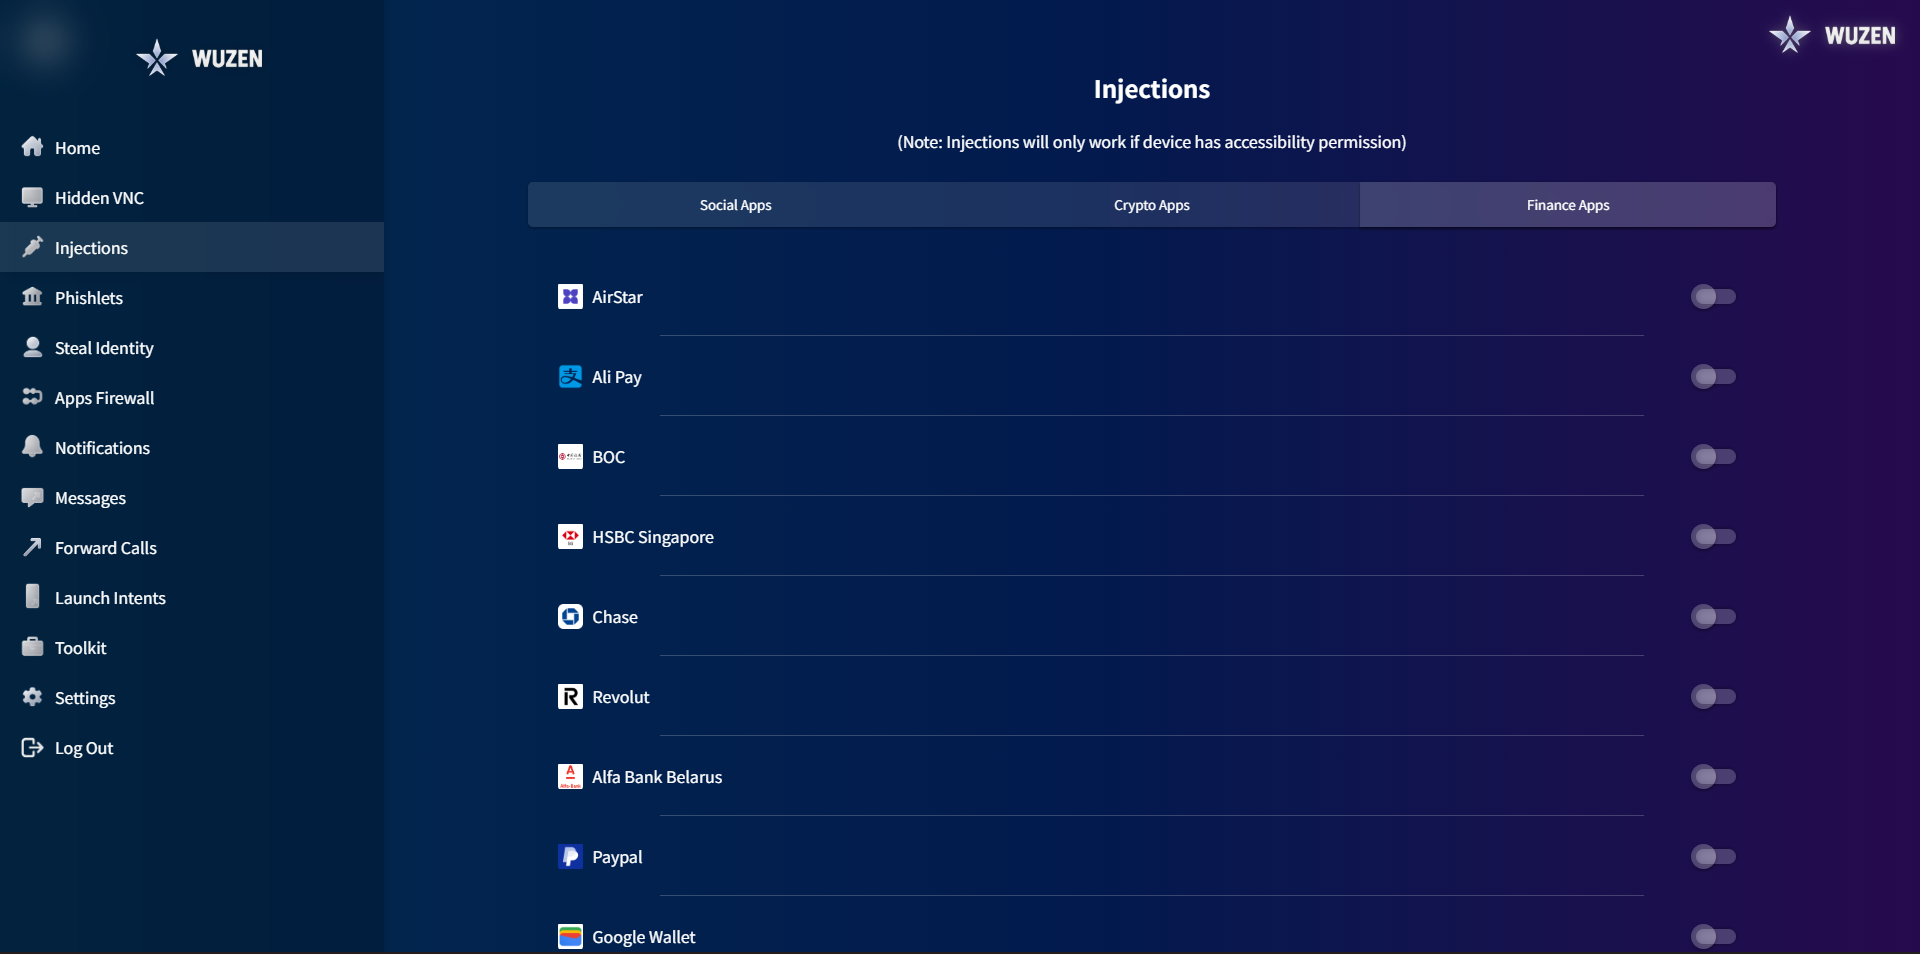 WUZEN
Home
Hidden VNC
Injections
Phishlets
Steal Identity
Apps Firewall
Notifications
Messages
Forward Calls
Launch Intents
Toolkit
Settings
Log Out
WUZEN
Injections
(Note: Injections will only work if device has accessibility permission)
Social Apps
Crypto Apps
Finance Apps
AirStar
支
Ali Pay
BOC
HSBC Singapore
Chase
R
Revolut
A
Alfa Bank Belarus
P
Paypal
Google Wallet